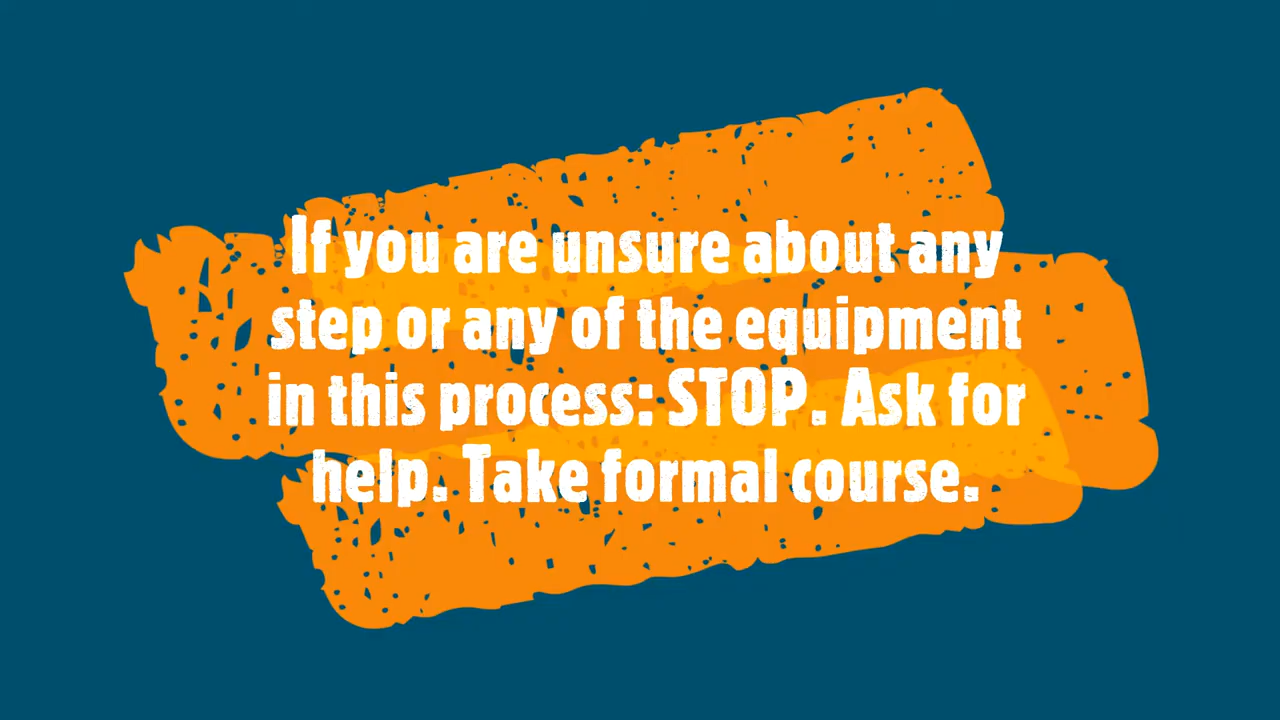 If you are unsure about any
step or any of the equipment
in this process: STOP. Ask for
help. Take formal course.